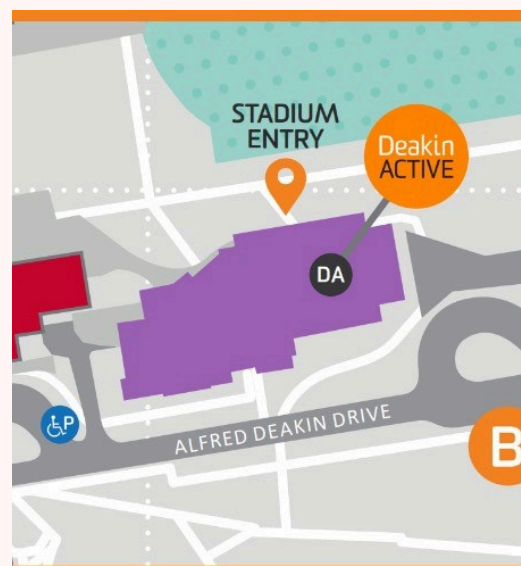 STADIUM
ENTRY
Deakin
ACTIVE
DA
P
ALFRED DEAKIN DRIVE
B